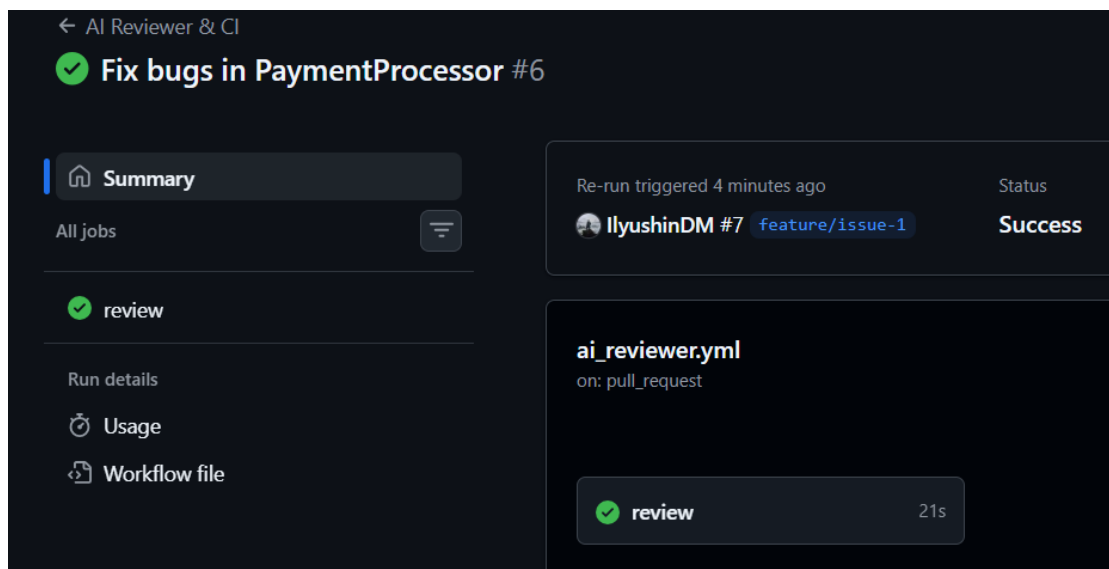 ← AI Reviewer & CI
Fix bugs in PaymentProcessor #6
Summary
All jobs
review
Run details
Usage
Workflow file
Re-run triggered 4 minutes ago
IlyushinDM #7 feature/issue-1
Status
Success
ai_reviewer.yml
on: pull_request
review 21s